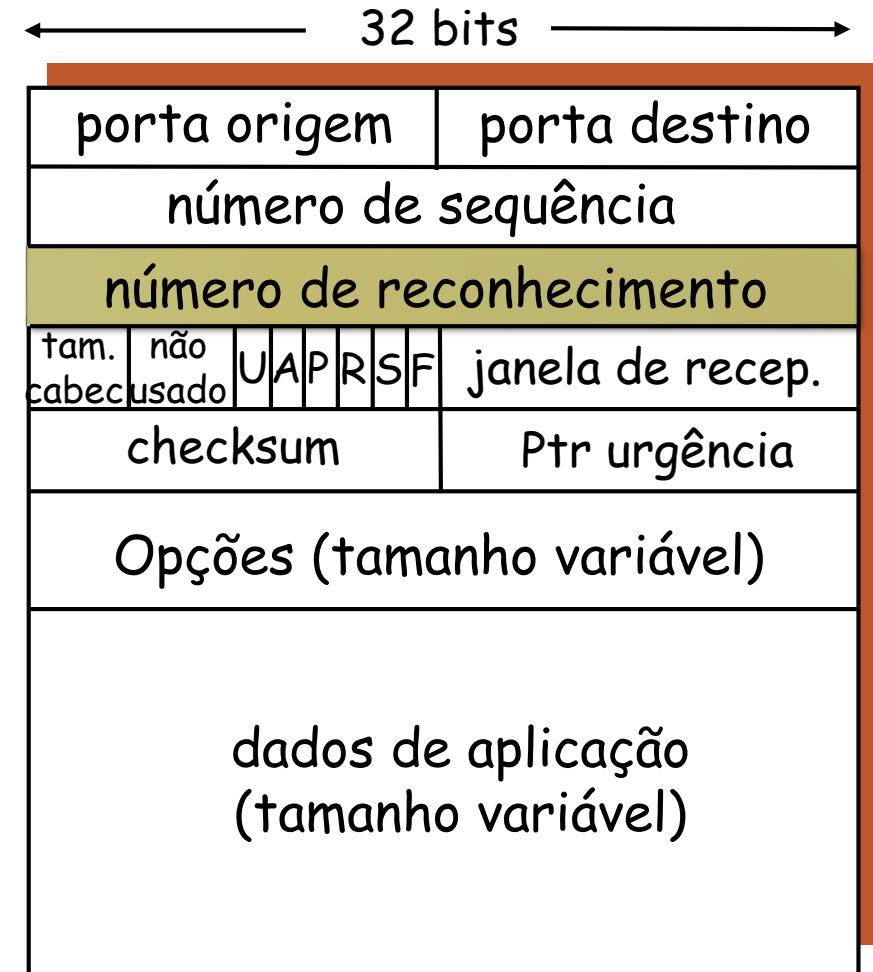 32 bits
porta origem porta destino
número de sequência
número de reconhecimento
tam. não
cabec usado U A P R S F janela de recep.
checksum Ptr urgência
Opções (tamanho variável)
dados de aplicação
(tamanho variável)